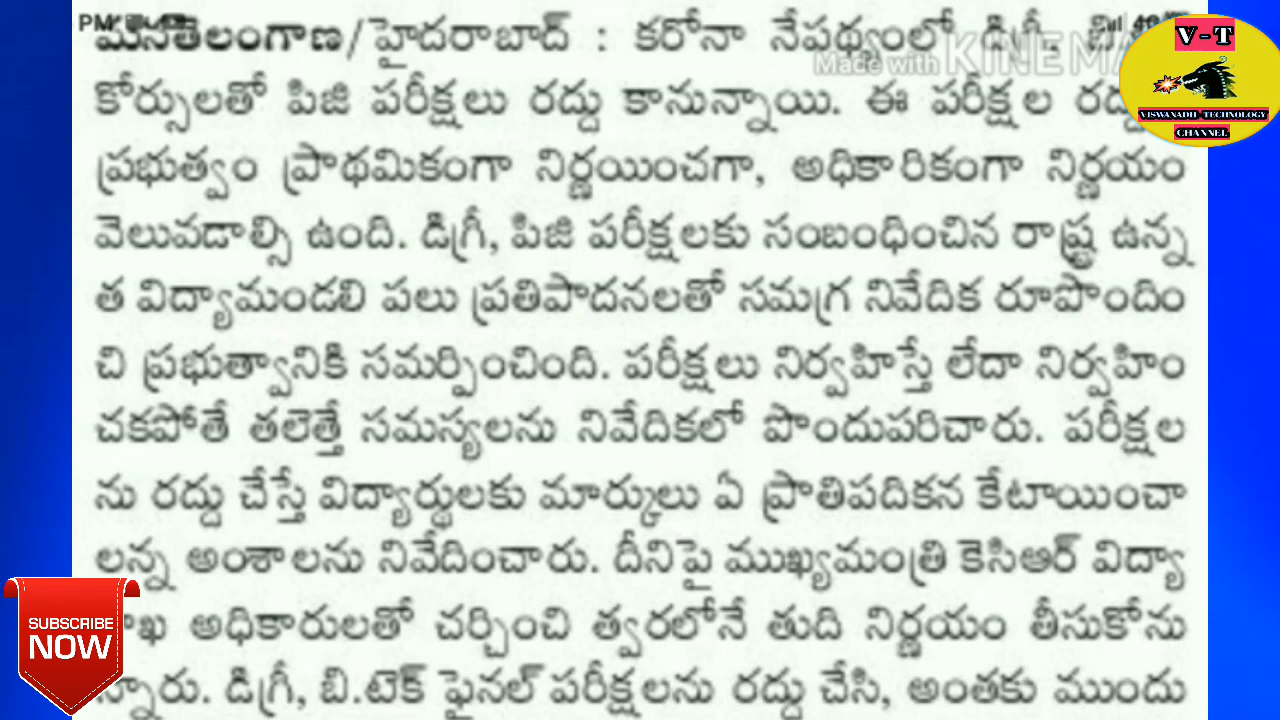 మనతెలంగాణ/హైదరాబాద్ : కరోనా నేపథ్యంలో డిగ్రీ,
కోర్సులతో పిజి పరీక్షలు రద్దు కానున్నాయి. ఈ పరీక్షల
ప్రభుత్వం ప్రాథమికంగా నిర్ణయించగా, అధికారికంగా నిర్ణయం
వెలువడాల్సి ఉంది. డిగ్రీ, పిజి పరీక్షలకు సంబంధించిన రాష్ట్ర ఉన్న
త విద్యామండలి పలు ప్రతిపాదనలతో సమగ్ర నివేదిక రూపొందిం
చి ప్రభుత్వానికి సమర్పించింది. పరీక్షలు నిర్వహిస్తే లేదా నిర్వహిం
చకపోతే తలెత్తే సమస్యలను నివేదికలో పొందుపరిచారు. పరీక్షల
ను రద్దు చేస్తే విద్యార్థులకు మార్కులు ఏ ప్రాతిపదికన కేటాయించా
లన్న అంశాలను నివేదించారు. దీనిపై ముఖ్యమంత్రి కెసిఆర్ విద్యా
అధికారులతో చర్చించి త్వరలోనే తుది నిర్ణయం తీసుకోను
న్నారు. డిగ్రీ, బి.టెక్ ఫైనల్ పరీక్షలను రద్దు చేసి, అంతకు ముందు
PM
Made with KINEMA
V-T
VISWANADH TECHNOLOGY
CHANNEL
SUBSCRIBE
NOW